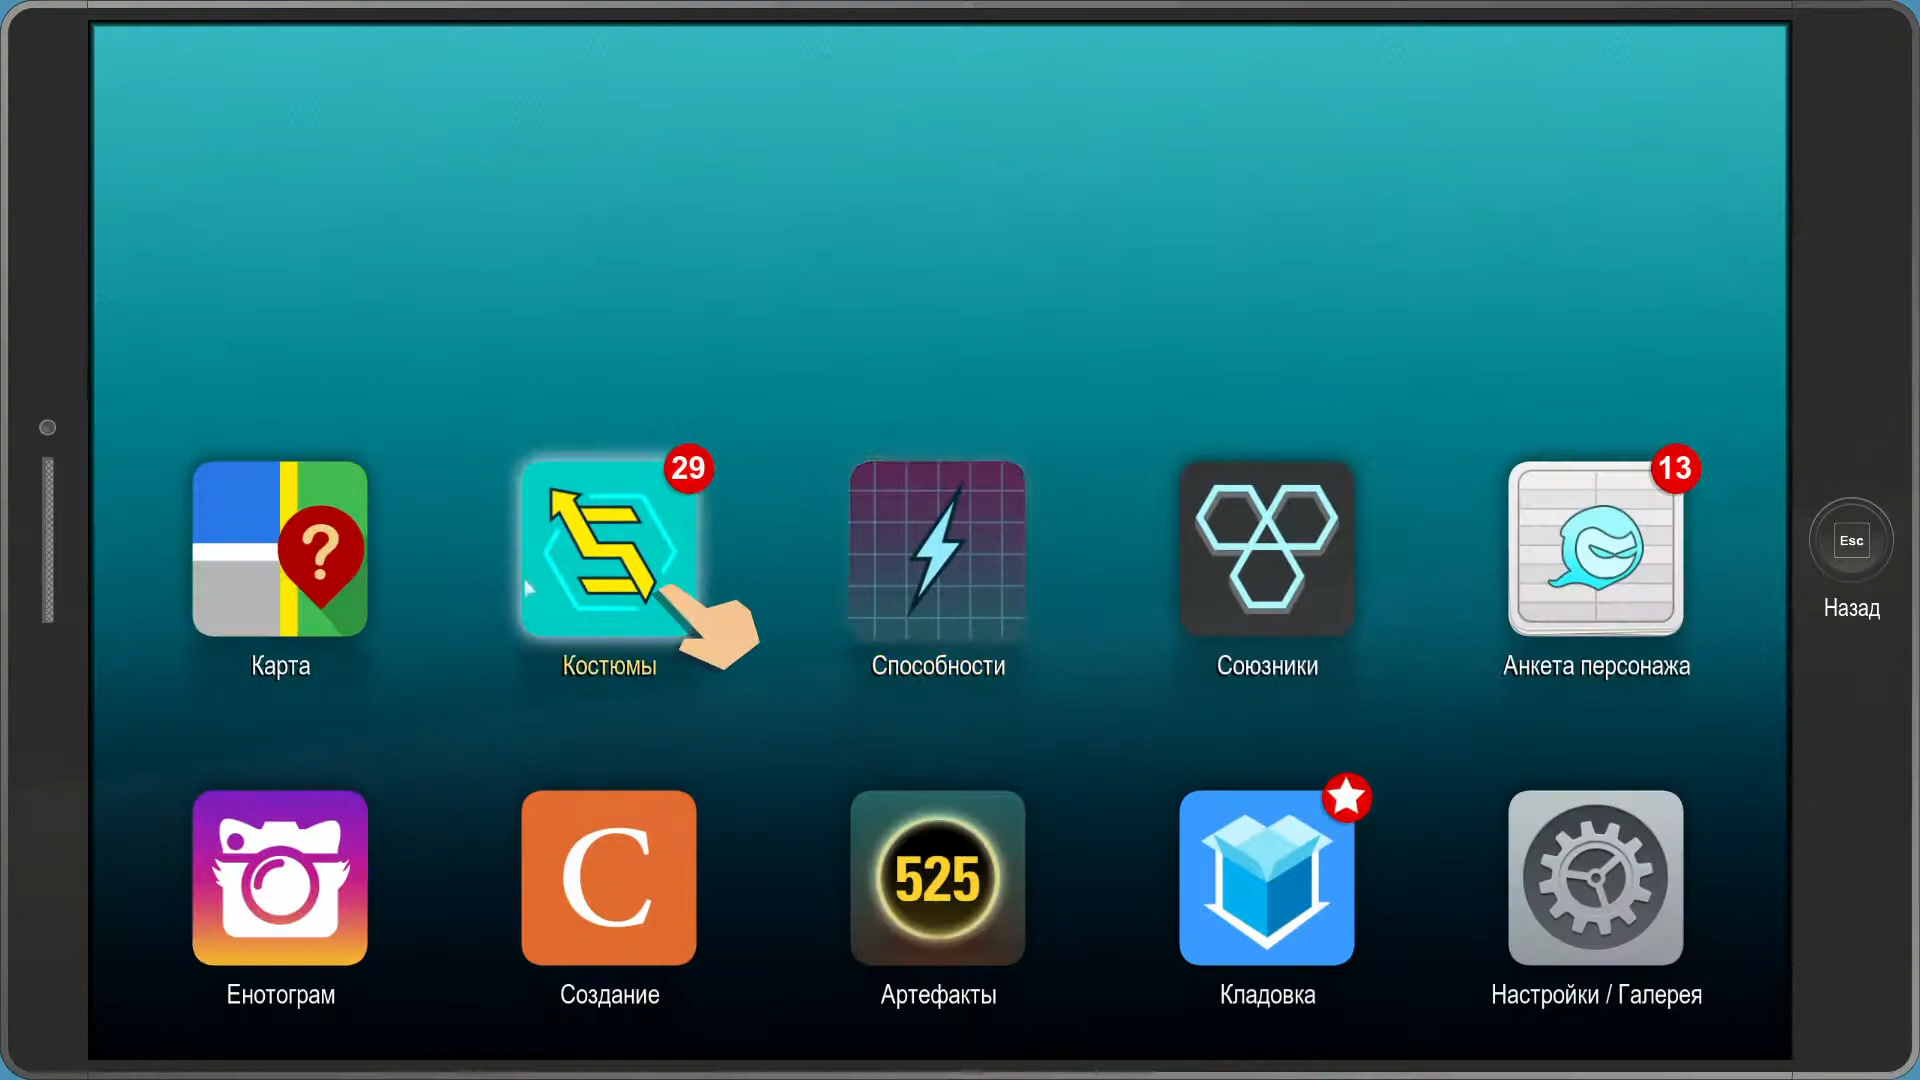 29
13
?
Esc
Назад
Карта
Костюмы
Способности
Союзники
Анкета персонажа
C
525
Енотограм
Создание
Артефакты
Кладовка
Настройки / Галерея